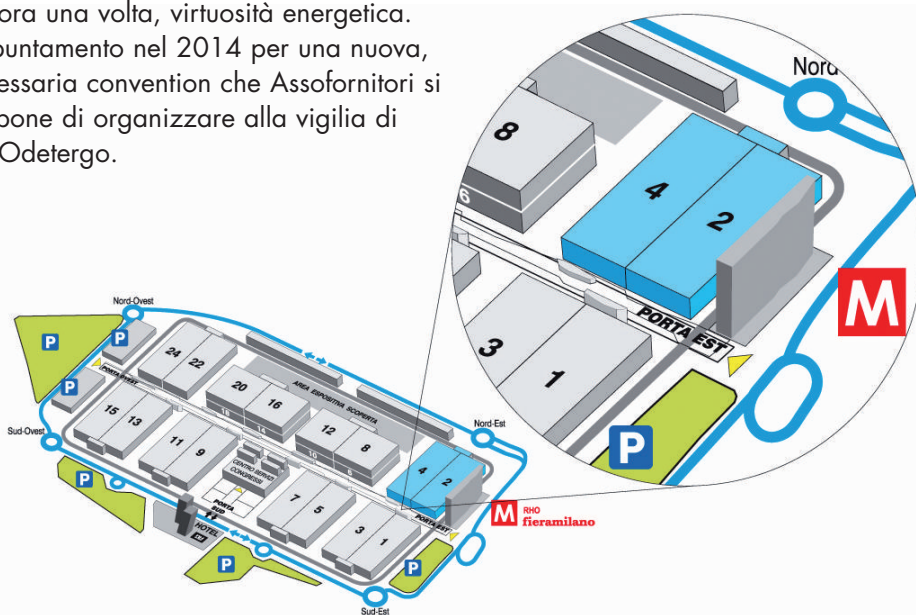 ora una volta, virtuosità energetica.
puntamento nel 2014 per una nuova,
essaria convention che Assofornitori si
pone di organizzare alla vigilia di
Odetergo.
Nord
8
6
4
2
PORTA EST
3
1
M
P
Nord-Ovest
P
P
P
PORTA OVEST
24
22
20
16
18
14
AREA ESPOSITIVA SCOPERTA
12
8
10
6
Nord-Est
4
2
15
13
11
9
Sud-Ovest
CENTRO SERVIZI
CONGRESSI
7
5
3
1
PORTA
SUD
PORTA EST
M RHO
fieramilano
P
HOTEL
P
P
Sud-Est